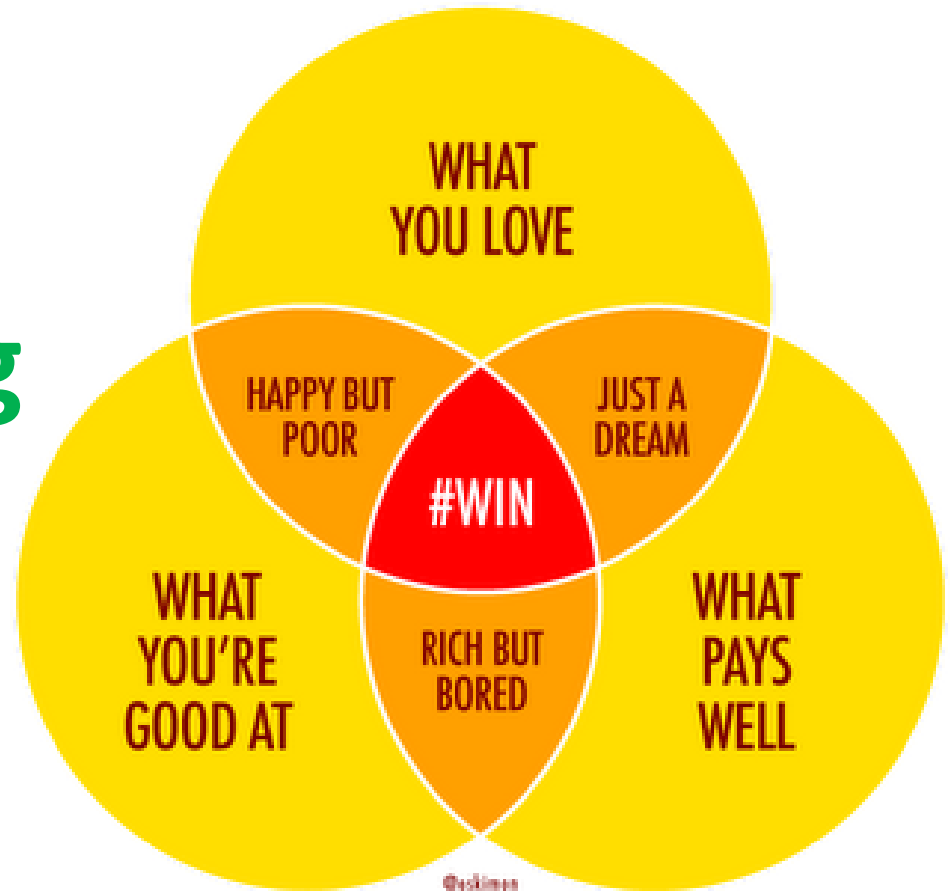 WHAT
YOU LOVE
g
HAPPY BUT
POOR
JUST A
DREAM
#WIN
WHAT
YOU'RE
GOOD AT
RICH BUT
BORED
WHAT
PAYS
WELL
@eskimon